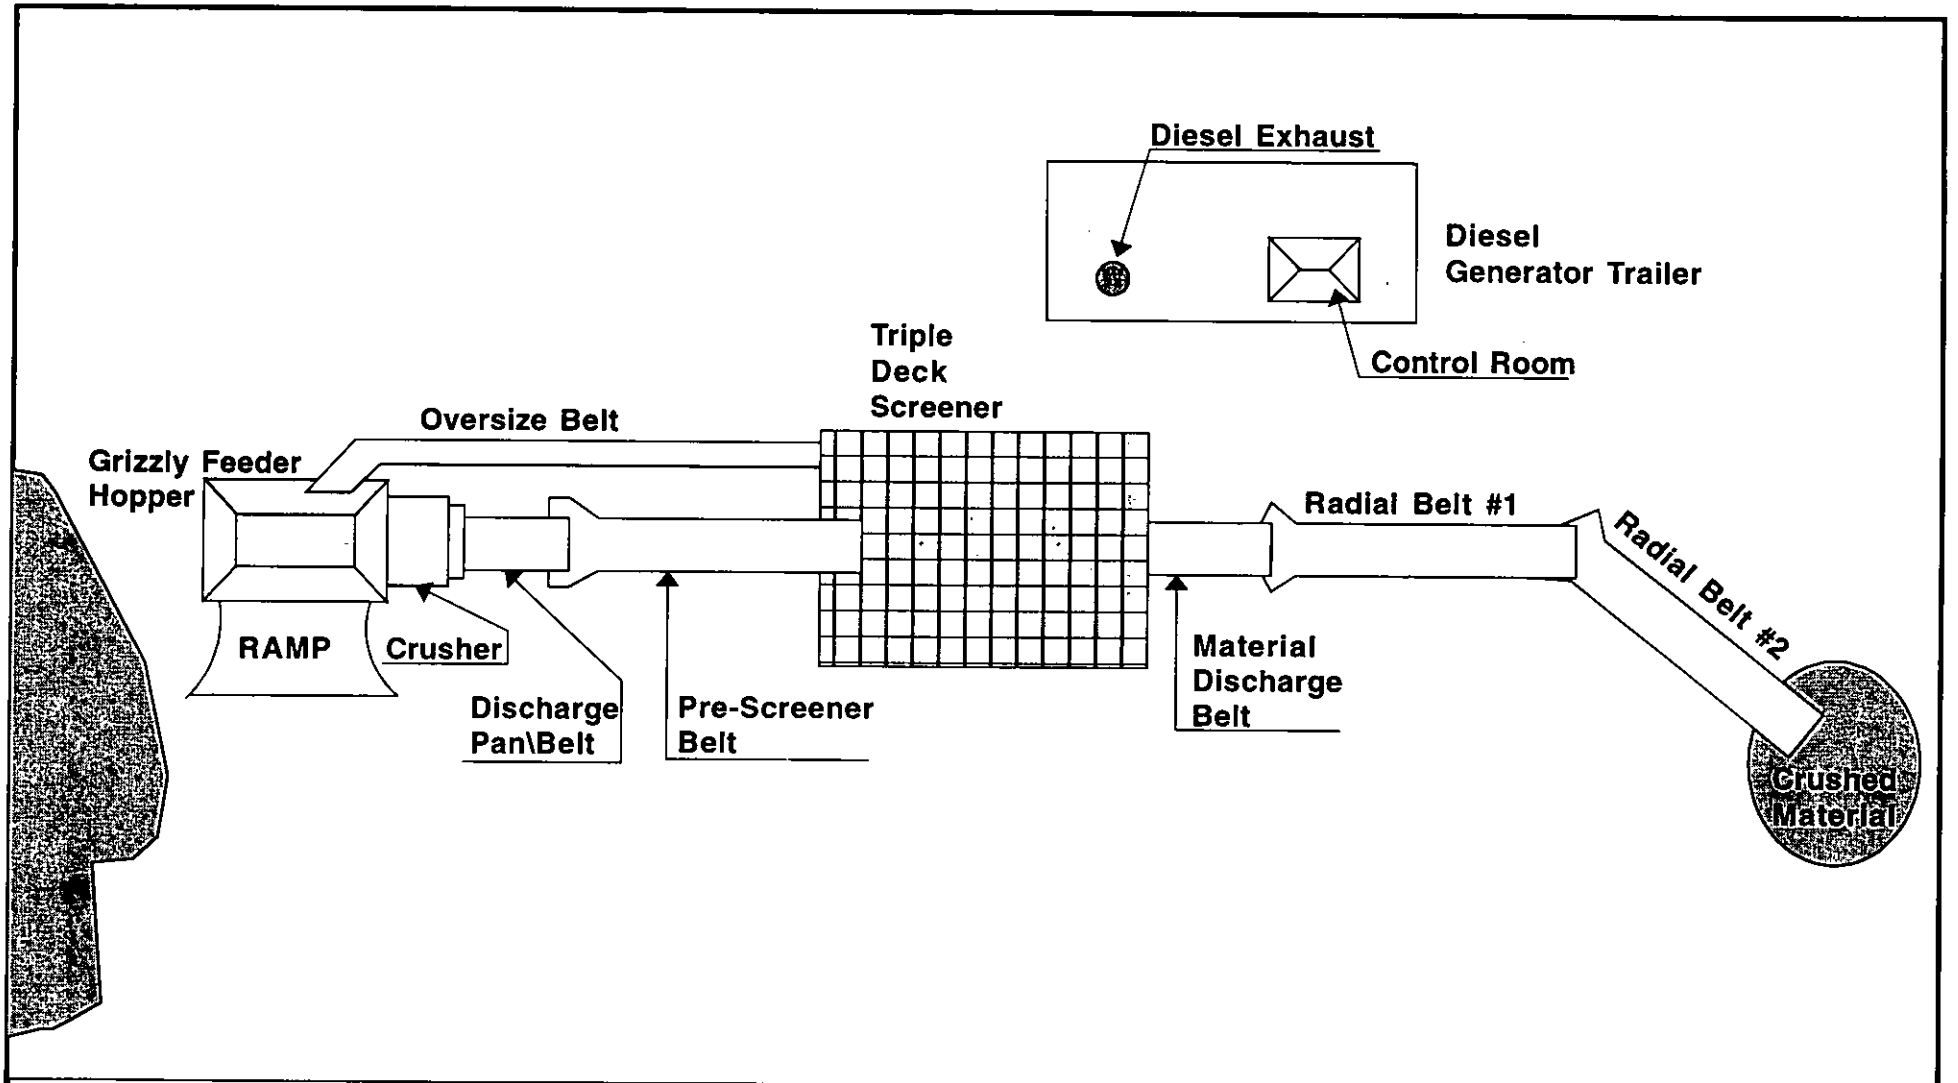 Diesel Exhaust
Diesel
Generator Trailer
Control Room
Triple
Deck
Screener
Oversize Belt
Grizzly Feeder
Hopper
Radial Belt #1
Radial Belt #2
RAMP
Crusher
Discharge
Pan\Belt
Pre-Screener
Belt
Material
Discharge
Belt
Crushed
Material